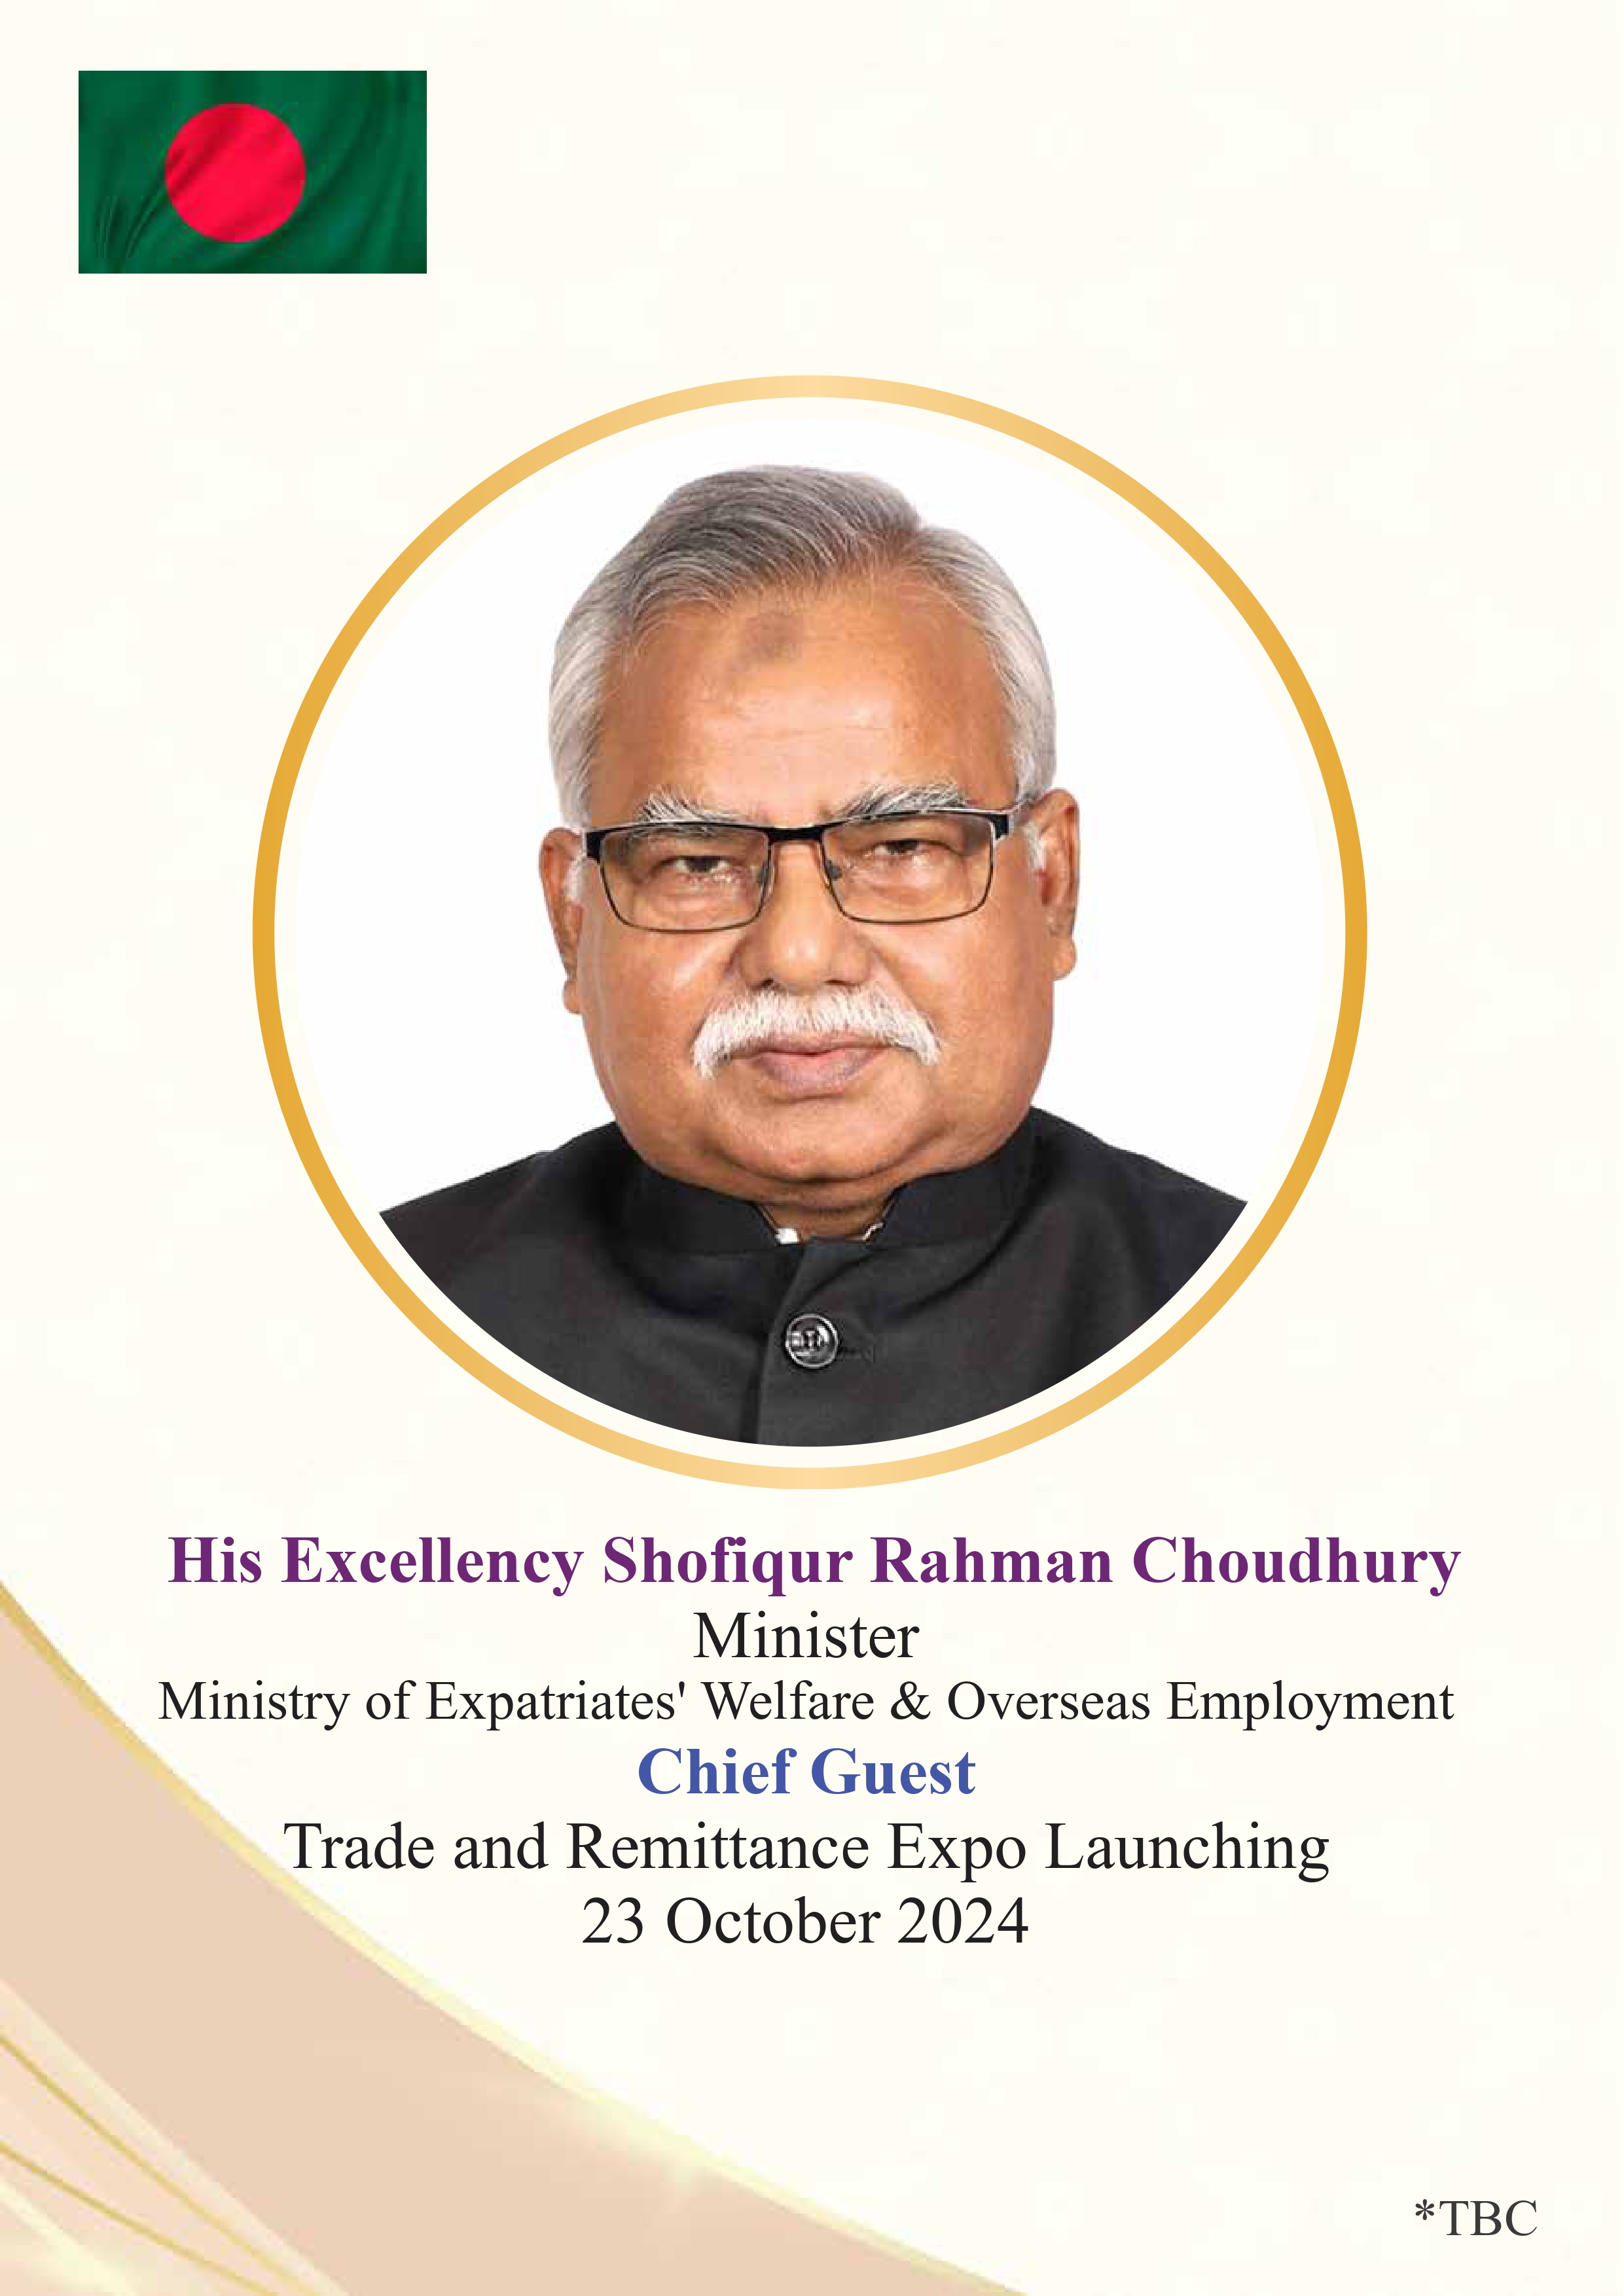 His Excellency Shofiqur Rahman Choudhury
Minister
Ministry of Expatriates' Welfare & Overseas Employment
Chief Guest
Trade and Remittance Expo Launching
23 October 2024
*TBC